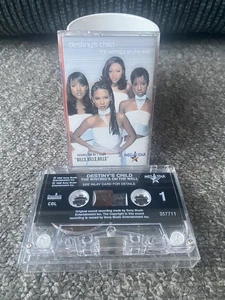 destiny's child
the writing's on the wall
"BILLS, BILLS, BILLS"
DESTINY'S CHILD
THE WRITING'S ON THE WALL
SEE INLAY CARD FOR DETAILS
COL
1
Original sound recording made by Sony Music
Entertainment Inc. The Copyright in this sound
recording is owned by Sony Music Entertainment Inc.
357711